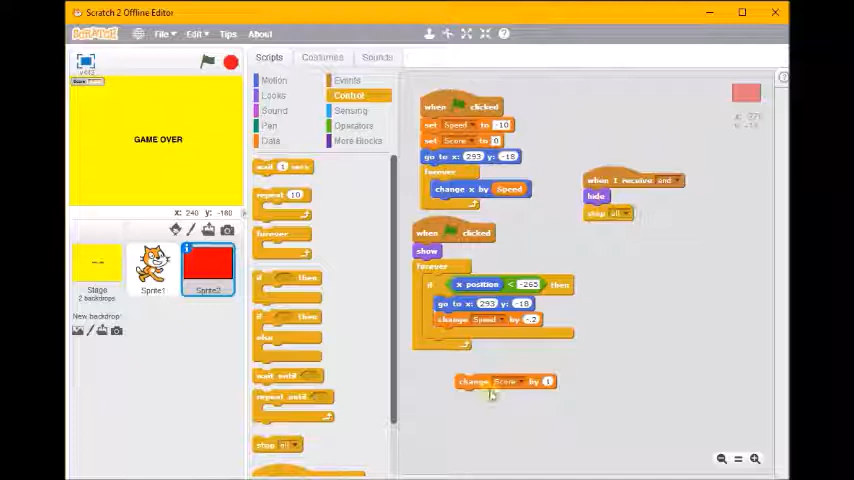 Scratch 2 Offline Editor
SCRATCH File Edit Tips About
v442
Score
GAME OVER
x: 240 y: -180
Stage
2 backdrops
Sprite1
Sprite2
New backdrop:
Scripts Costumes Sounds
Motion Events
Looks Control
Sound Sensing
Pen Operators
Data More Blocks
wait 1 secs
repeat 10
forever
if then
if then
else
wait until
repeat until
stop all
when clicked
set Speed to -10
set Score to 0
go to x: 293 y: -18
forever
change x by Speed
when clicked
show
forever
if x position < -265 then
go to x: 293 y: -18
change Speed by -.2
change Score by 1
when I receive end
hide
stop all